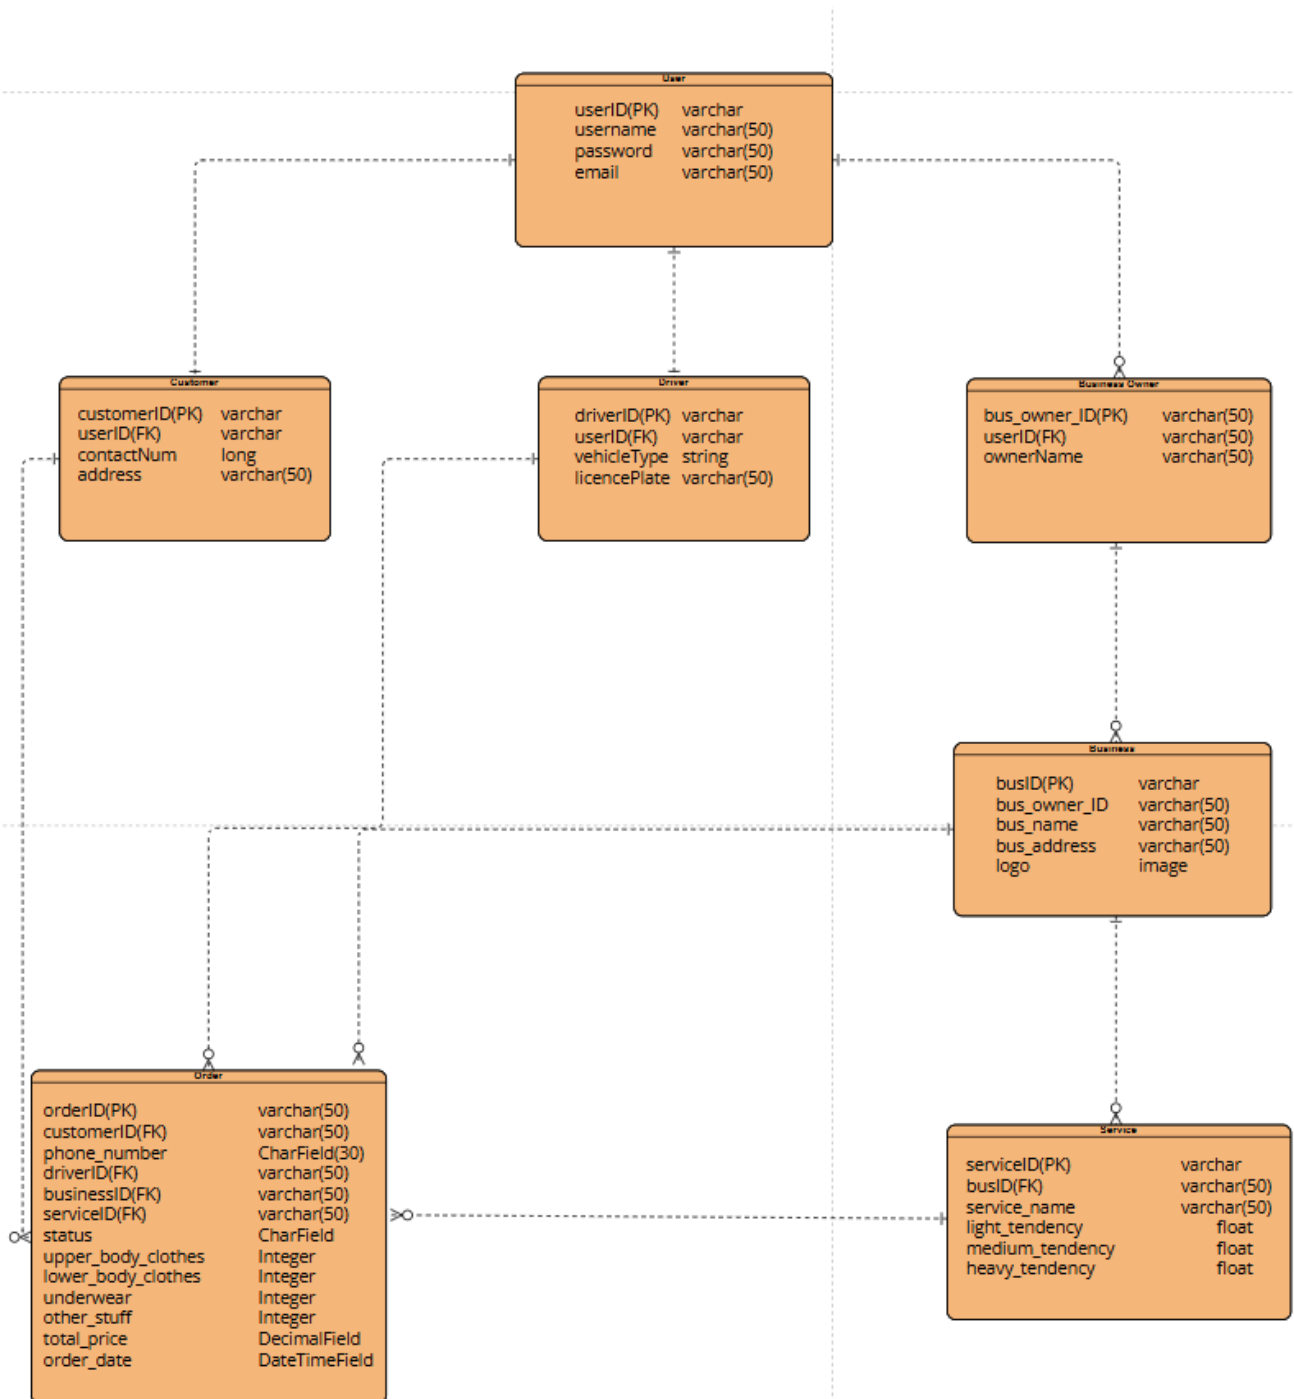 User
userID(PK) varchar
username varchar(50)
password varchar(50)
email varchar(50)
Customer
customerID(PK) varchar
userID(FK) varchar
contactNum long
address varchar(50)
Driver
driverID(PK) varchar
userID(FK) varchar
vehicleType string
licencePlate varchar(50)
Business Owner
bus_owner_ID(PK) varchar(50)
userID(FK) varchar(50)
ownerName varchar(50)
Business
busID(PK) varchar
bus_owner_ID varchar(50)
bus_name varchar(50)
bus_address varchar(50)
logo image
Order
orderID(PK) varchar(50)
customerID(FK) varchar(50)
phone_number CharField(30)
driverID(FK) varchar(50)
businessID(FK) varchar(50)
serviceID(FK) varchar(50)
status CharField
upper_body_clothes Integer
lower_body_clothes Integer
underwear Integer
other_stuff Integer
total_price DecimalField
order_date DateTimeField
Service
serviceID(PK) varchar
busID(FK) varchar(50)
service_name varchar(50)
light_tendency float
medium_tendency float
heavy_tendency float